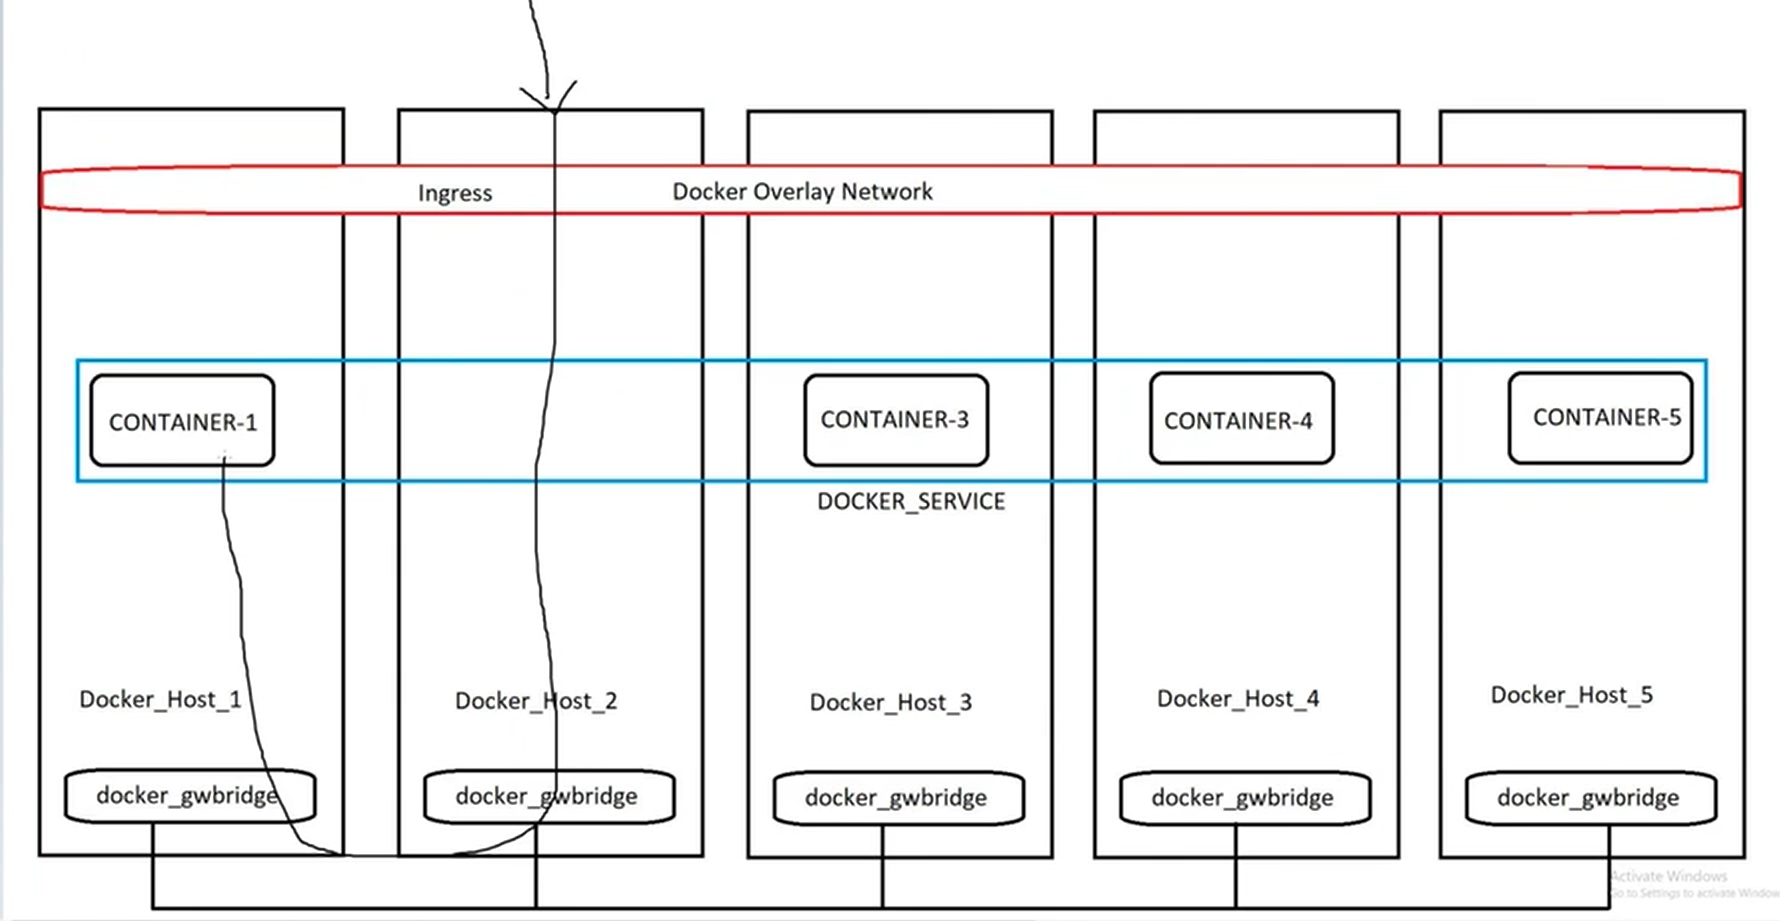 Ingress
Docker Overlay Network
CONTAINER-1
CONTAINER-3
CONTAINER-4
CONTAINER-5
DOCKER_SERVICE
Docker_Host_1
Docker_Host_2
Docker_Host_3
Docker_Host_4
Docker_Host_5
docker_gwbridge
docker_gwbridge
docker_gwbridge
docker_gwbridge
docker_gwbridge
Activate Windows
Go to Settings to activate Window